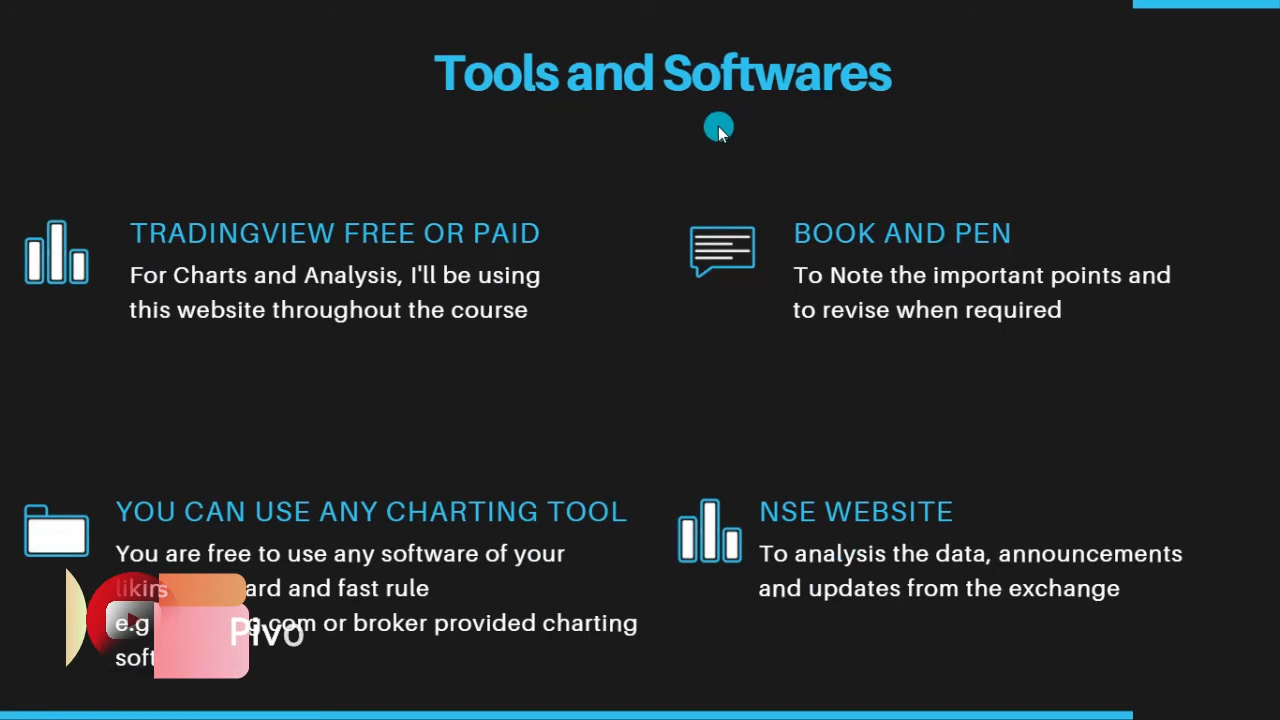 Tools and Softwares
TRADINGVIEW FREE OR PAID
For Charts and Analysis, I'll be using
this website throughout the course
BOOK AND PEN
To Note the important points and
to revise when required
YOU CAN USE ANY CHARTING TOOL
You are free to use any software of your
and fast rule
e.g .com or broker provided charting
NSE WEBSITE
To analysis the data, announcements
and updates from the exchange
Pivo